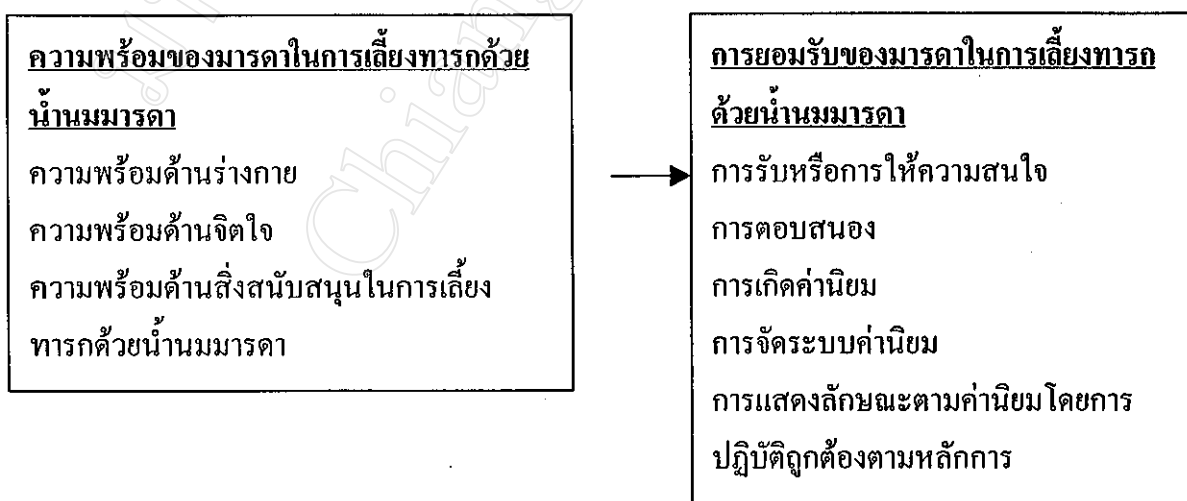 ความพร้อมของมารดาในการเลี้ยงทารกด้วย
น้ำนมมารดา
ความพร้อมด้านร่างกาย
ความพร้อมด้านจิตใจ
ความพร้อมด้านสิ่งสนับสนุนในการเลี้ยง
ทารกด้วยน้ำนมมารดา
การยอมรับของมารดาในการเลี้ยงทารก
ด้วยน้ำนมมารดา
การรับหรือการให้ความสนใจ
การตอบสนอง
การเกิดค่านิยม
การจัดระบบค่านิยม
การแสดงลักษณะตามค่านิยมโดยการ
ปฏิบัติถูกต้องตามหลักการ
Chiang